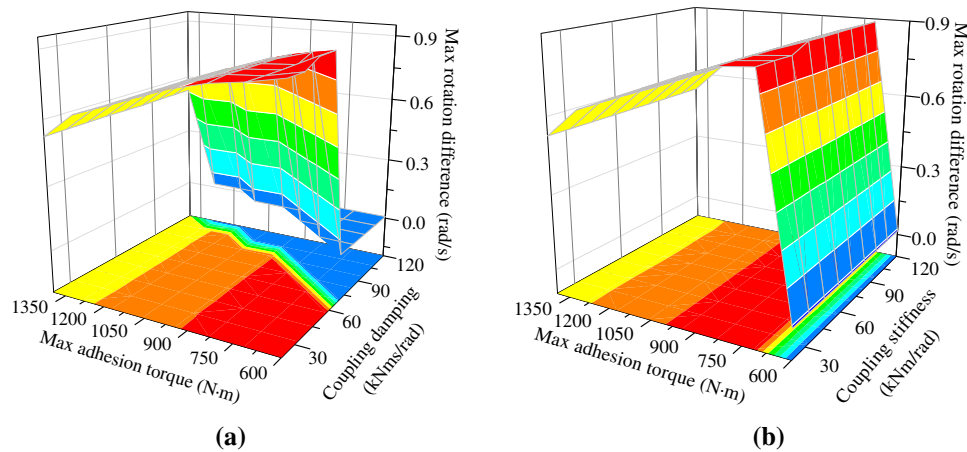 0.9
0.6
0.3
0.0
Max rotation difference (rad/s)
1350
1200
1050
900
750
600
Max adhesion torque (N·m)
30
60
90
120
Coupling damping
(kNms/rad)
(a)
0.9
0.6
0.3
0.0
Max rotation difference (rad/s)
1350
1200
1050
900
750
600
Max adhesion torque (N·m)
30
60
90
120
Coupling stiffness
(kNm/rad)
(b)